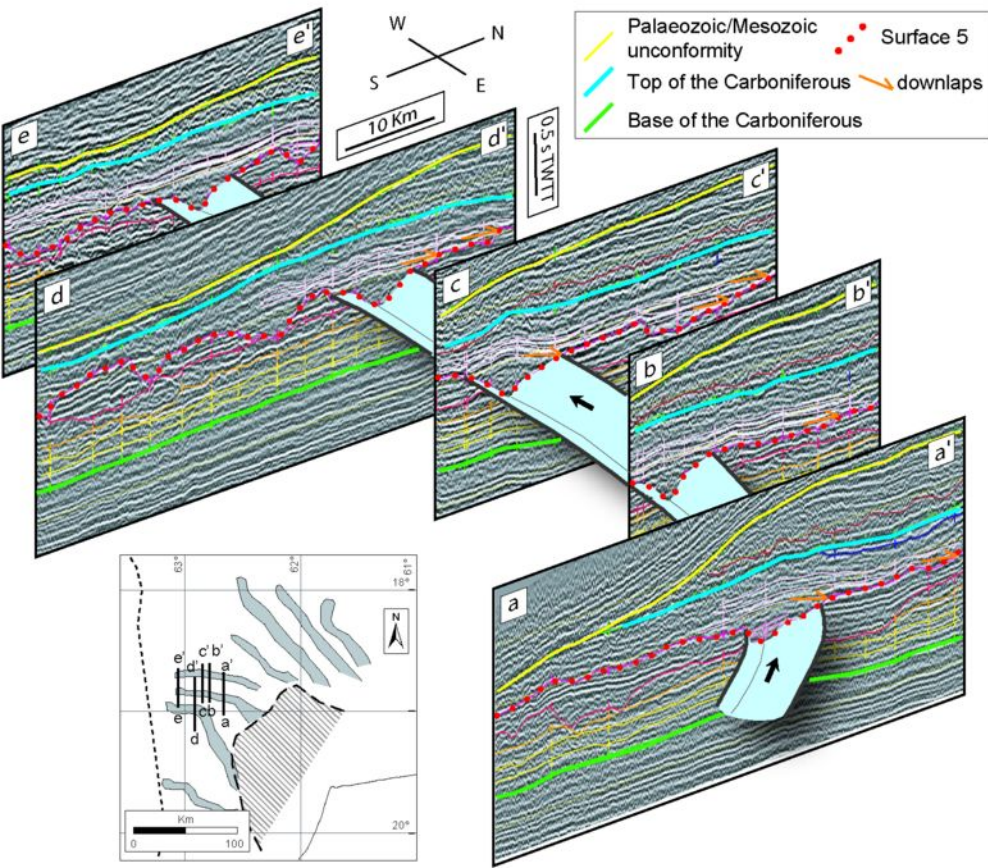 e'
W
N
S
E
Palaeozoic/Mesozoic
unconformity
Surface 5
Top of the Carboniferous
downlaps
Base of the Carboniferous
e
10 Km
d'
0.5 s TWTT
c'
d
c
b'
b
a'
a
63°
62°
18° 61°
N
e' d' c' b' a'
e c b a
d
Km
0 100
20°